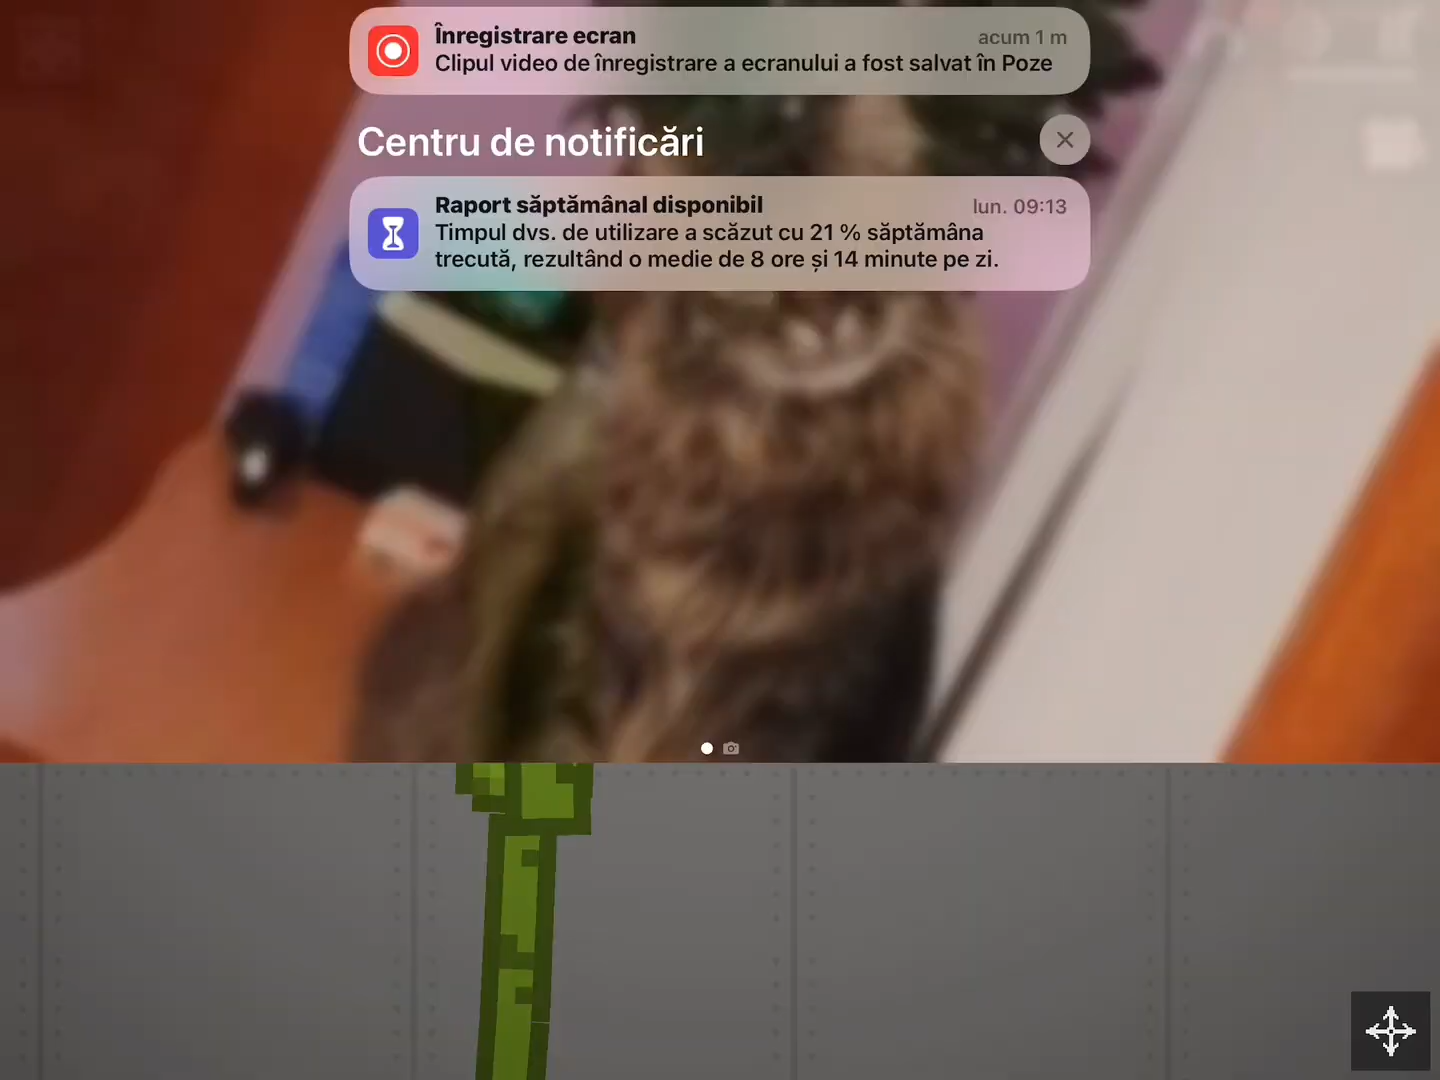 Înregistrare ecran
acum 1 m
Clipul video de înregistrare a ecranului a fost salvat în Poze
Centru de notificări
Raport săptămânal disponibil
lun. 09:13
Timpul dvs. de utilizare a scăzut cu 21 % săptămâna
trecută, rezultând o medie de 8 ore și 14 minute pe zi.